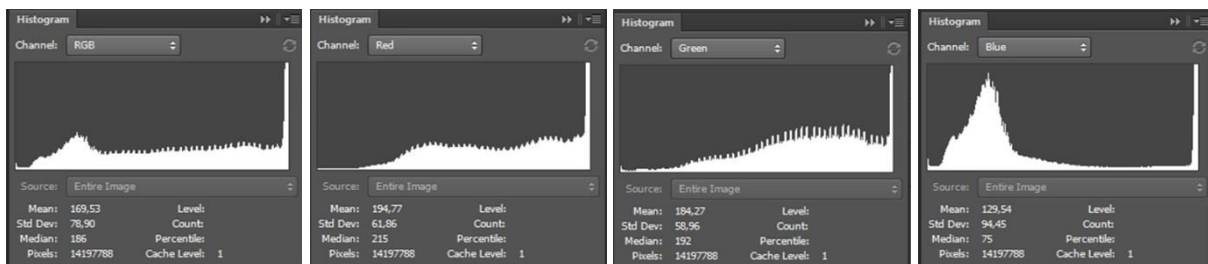 Histogram
Channel: RGB
Source: Entire Image
Mean: 169,53 Level:
Std Dev: 78,90 Count:
Median: 186 Percentile:
Pixels: 14197788 Cache Level: 1
Histogram
Channel: Red
Source: Entire Image
Mean: 194,77 Level:
Std Dev: 61,86 Count:
Median: 215 Percentile:
Pixels: 14197788 Cache Level: 1
Histogram
Channel: Green
Source: Entire Image
Mean: 184,27 Level:
Std Dev: 58,96 Count:
Median: 192 Percentile:
Pixels: 14197788 Cache Level: 1
Histogram
Channel: Blue
Source: Entire Image
Mean: 129,54 Level:
Std Dev: 94,45 Count:
Median: 75 Percentile:
Pixels: 14197788 Cache Level: 1